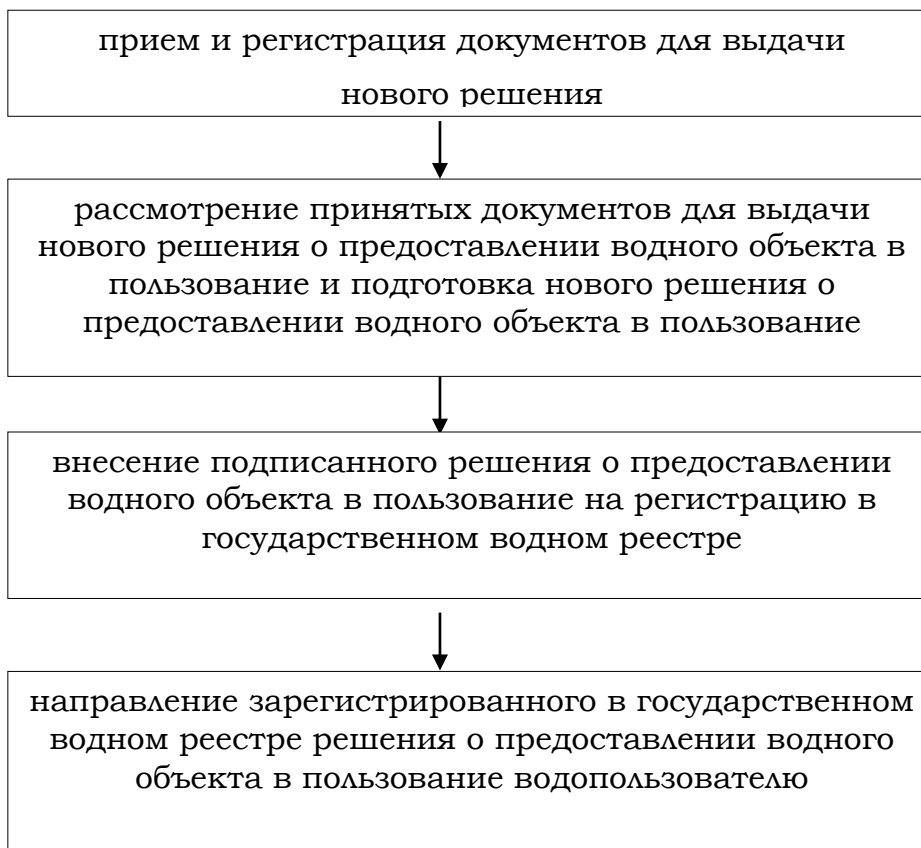 прием и регистрация документов для выдачи
нового решения
рассмотрение принятых документов для выдачи
нового решения о предоставлении водного объекта в
пользование и подготовка нового решения о
предоставлении водного объекта в пользование
внесение подписанного решения о предоставлении
водного объекта в пользование на регистрацию в
государственном водном реестре
направление зарегистрированного в государственном
водном реестре решения о предоставлении водного
объекта в пользование водопользователю